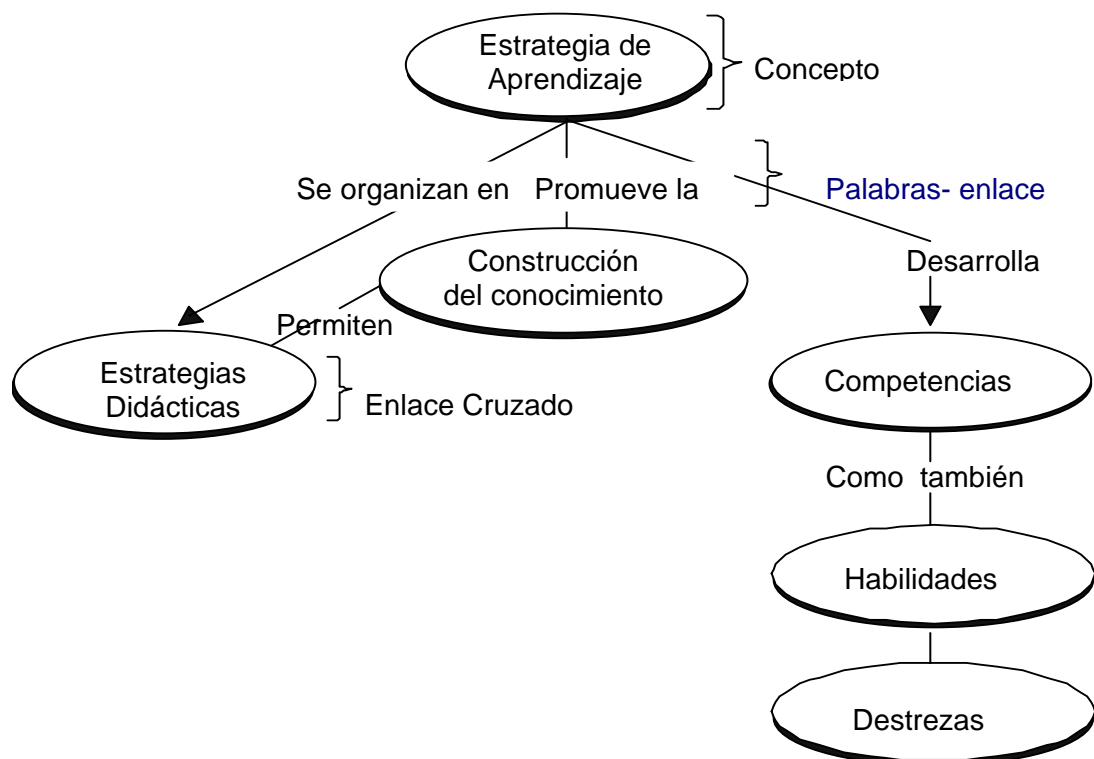 Estrategia de
Aprendizaje
Concepto
Se organizan en
Promueve la
Palabras- enlace
Construcción
del conocimiento
Desarrolla
Permiten
Estrategias
Didácticas
Enlace Cruzado
Competencias
Como también
Habilidades
Destrezas